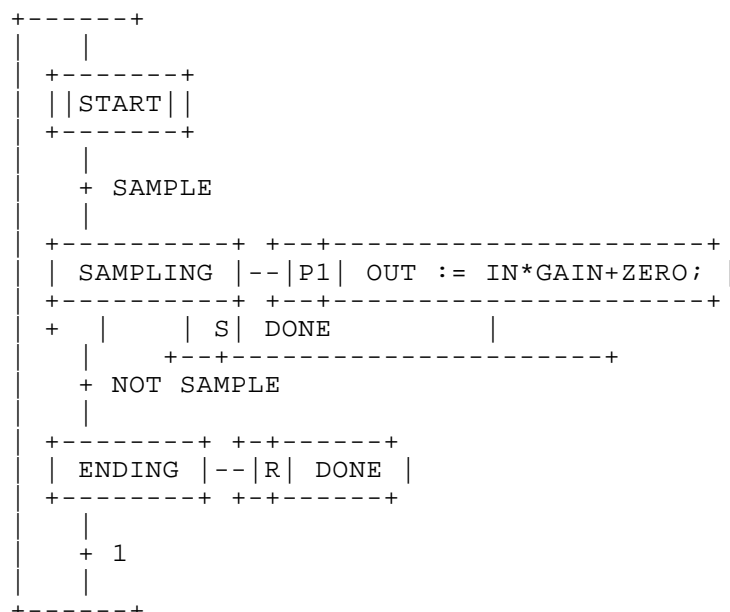 START
SAMPLE
SAMPLING P1 OUT := IN*GAIN+ZERO;
S DONE
NOT SAMPLE
ENDING R DONE
1